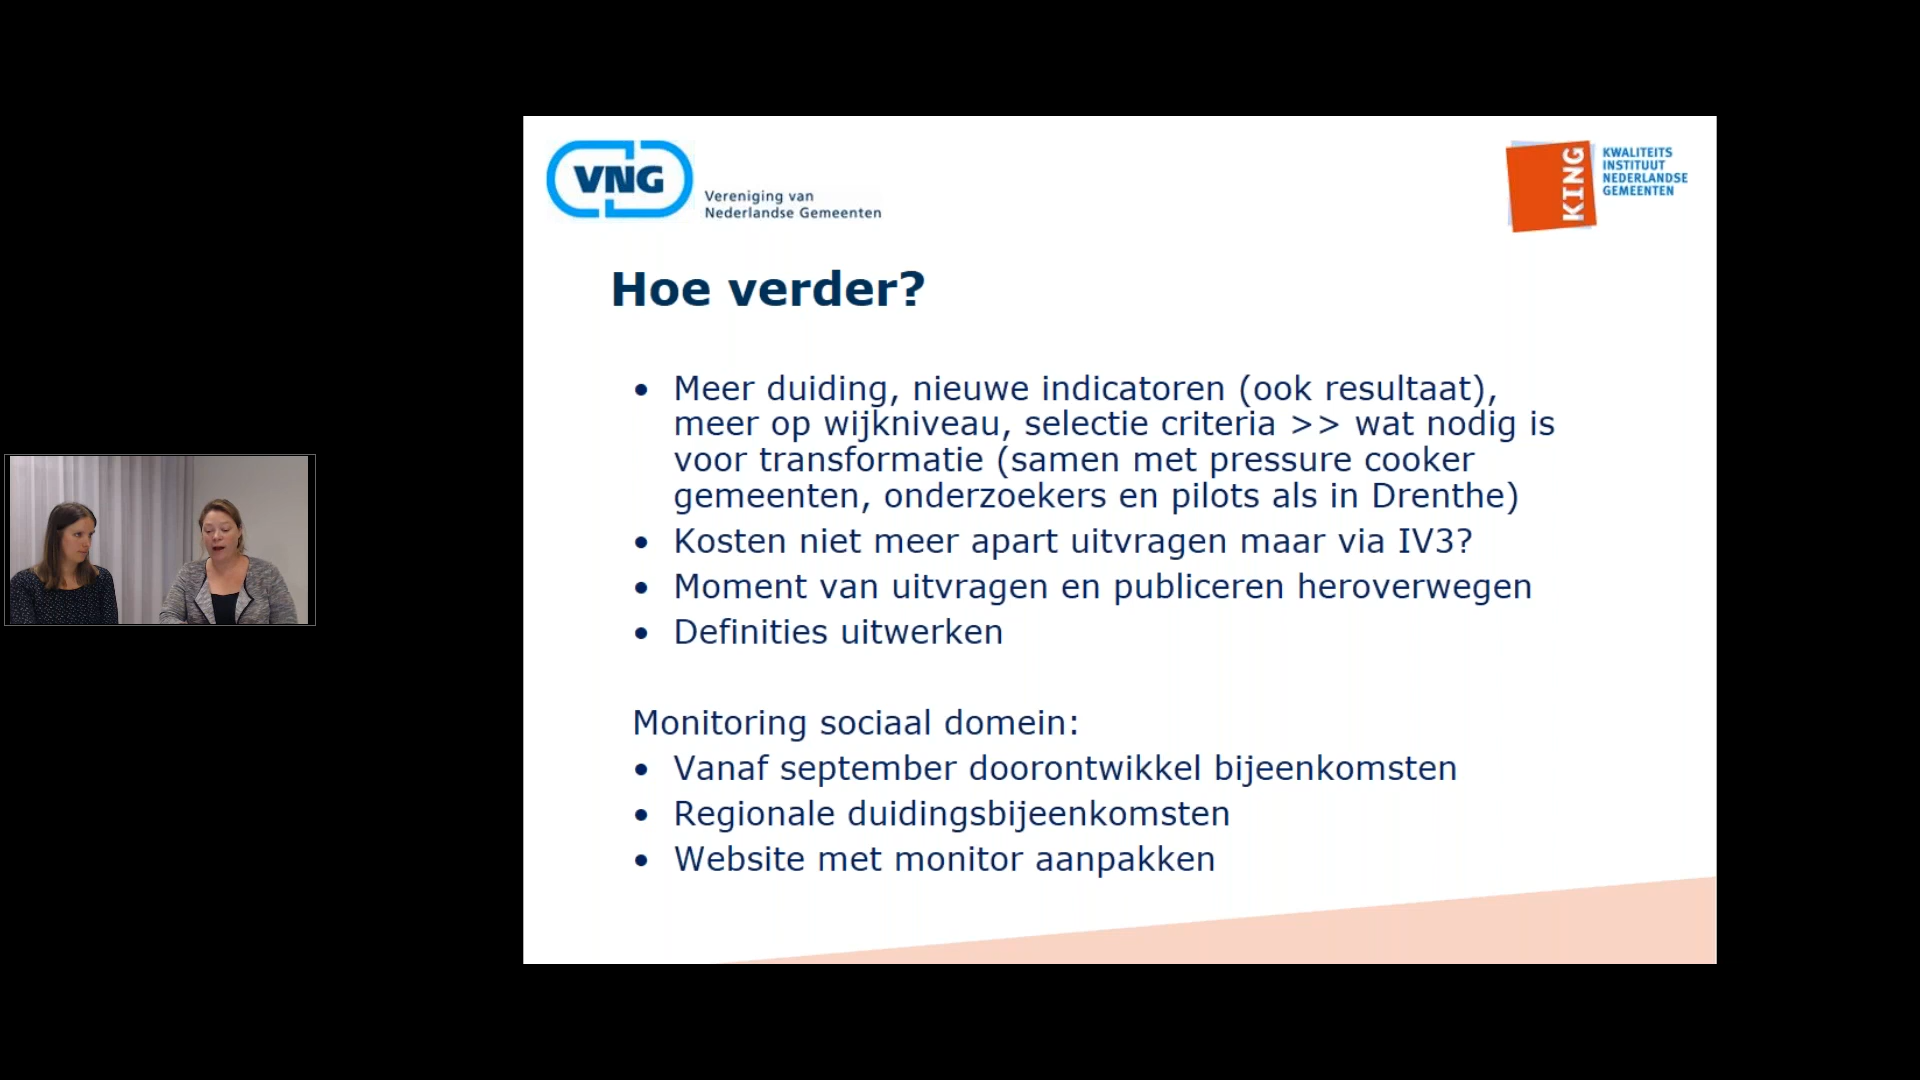 VNG
Vereniging van
Nederlandse Gemeenten
KING
KWALITEITS
INSTITUUT
NEDERLANDSE
GEMEENTEN
Hoe verder?
• Meer duiding, nieuwe indicatoren (ook resultaat),
meer op wijkniveau, selectie criteria >> wat nodig is
voor transformatie (samen met pressure cooker
gemeenten, onderzoekers en pilots als in Drenthe)
• Kosten niet meer apart uitvragen maar via IV3?
• Moment van uitvragen en publiceren heroverwegen
• Definities uitwerken
Monitoring sociaal domein:
• Vanaf september doorontwikkel bijeenkomsten
• Regionale duidingsbijeenkomsten
• Website met monitor aanpakken